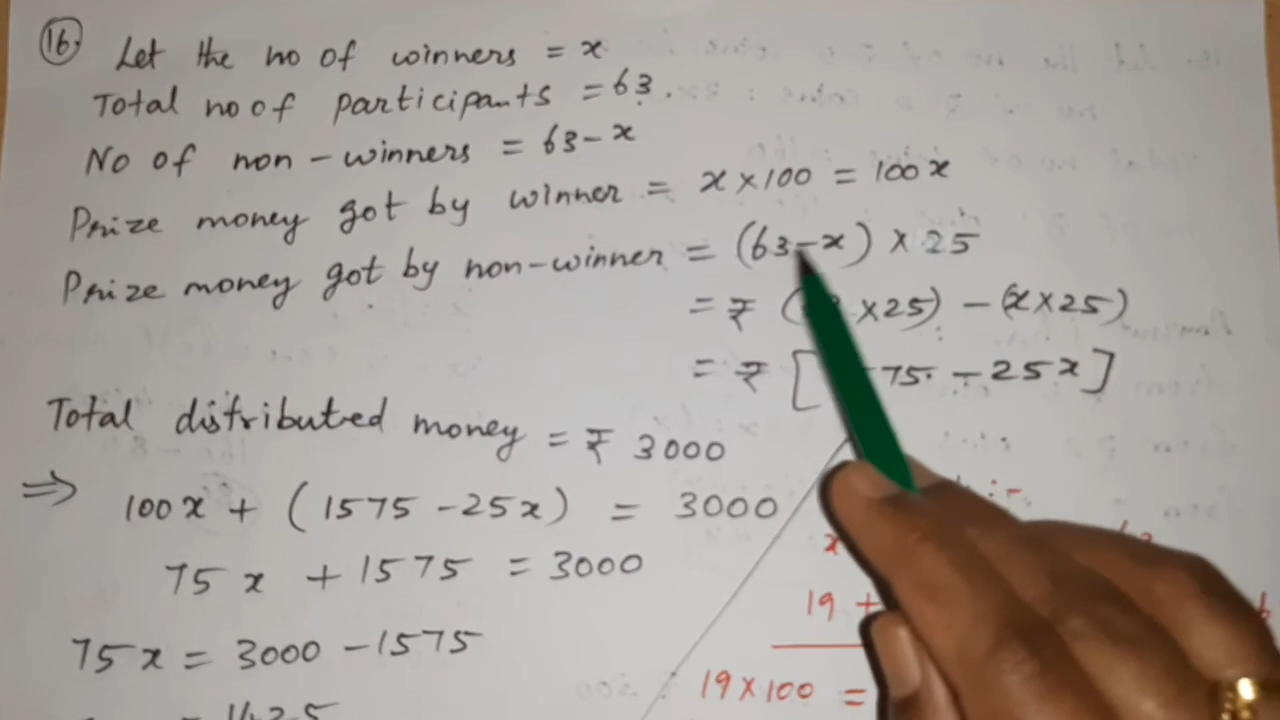 16.
Let the no of winners = x
Total no of participants = 63.
No of non-winners = 63-x
Prize money got by winner = x×100 = 100x
Prize money got by non-winner = (63-x) × 25
= ₹ ( ×25) - (x×25)
= ₹ [ 75 - 25x]
Total distributed money = ₹ 3000
⇒ 100x + (1575 - 25x) = 3000
75x + 1575 = 3000
75x = 3000 - 1575
= 1425
x
19 +
19×100 =